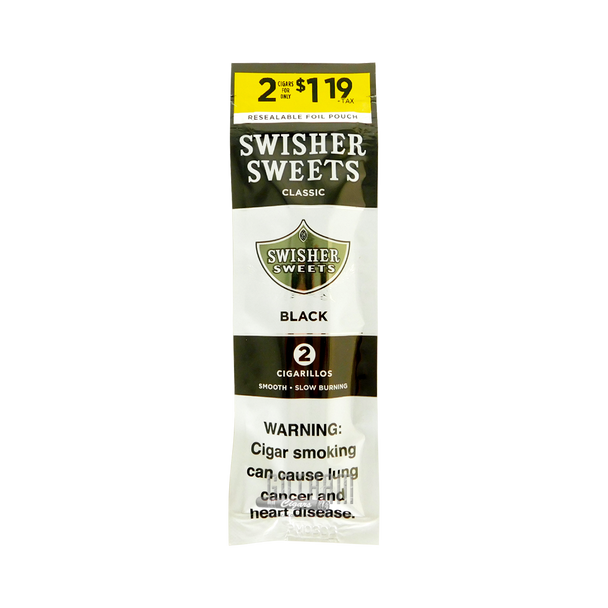 2 CIGARS FOR ONLY $1 19 +TAX
RESEALABLE FOIL POUCH
SWISHER
SWEETS
CLASSIC
SWISHER
SWEETS
BLACK
2
CIGARILLOS
SMOOTH • SLOW BURNING
WARNING:
Cigar smoking
can cause lung
cancer and
heart disease.